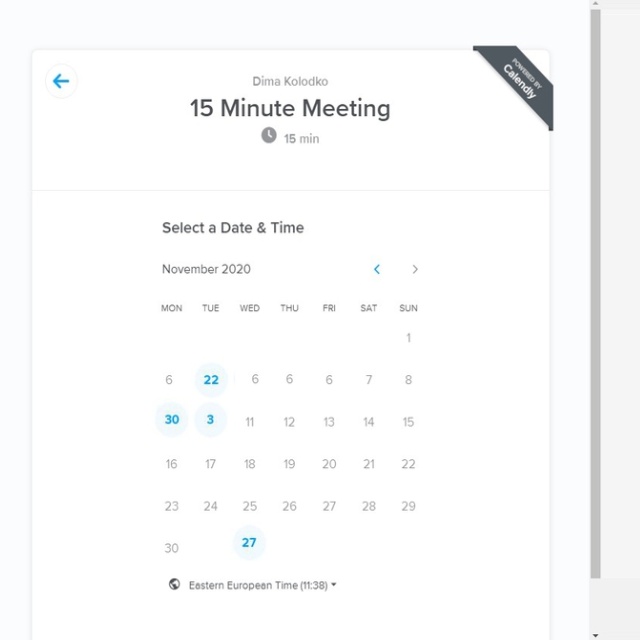 POWERED BY
Calendly
Dima Kolodko
15 Minute Meeting
15 min
Select a Date & Time
November 2020
MON TUE WED THU FRI SAT SUN
1
6 22 6 6 6 7 8
30 3 11 12 13 14 15
16 17 18 19 20 21 22
23 24 25 26 27 28 29
30 27
Eastern European Time (11:38)